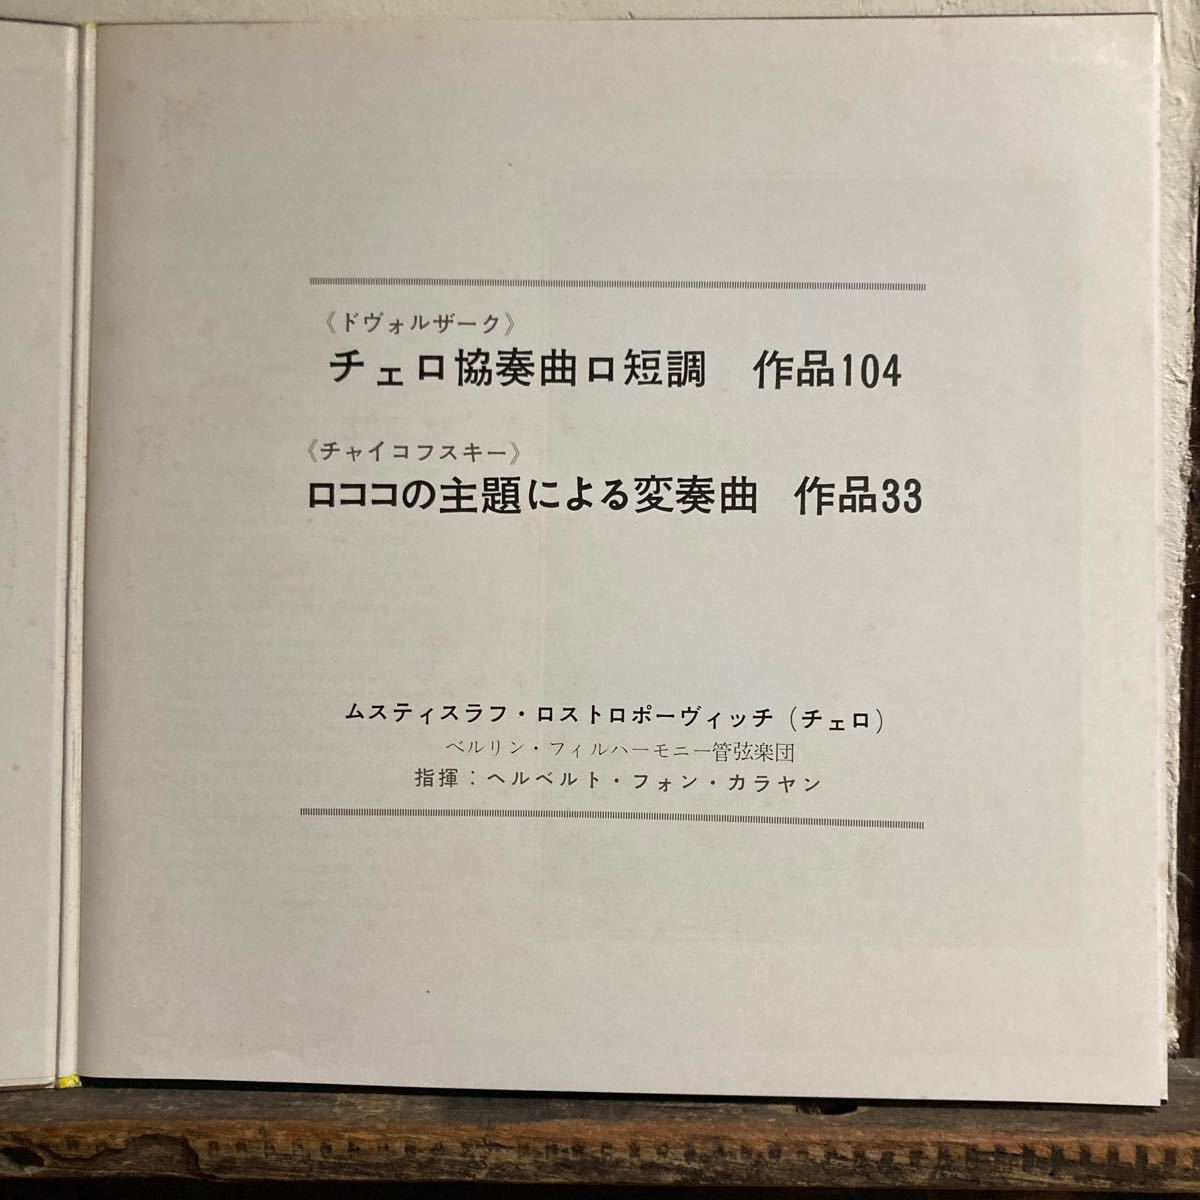 《ドヴォルザーク》
チェロ協奏曲ロ短調　作品104
《チャイコフスキー》
ロココの主題による変奏曲　作品33
ムスティスラフ・ロストロポーヴィッチ（チェロ）
ベルリン・フィルハーモニー管弦楽団
指揮：ヘルベルト・フォン・カラヤン